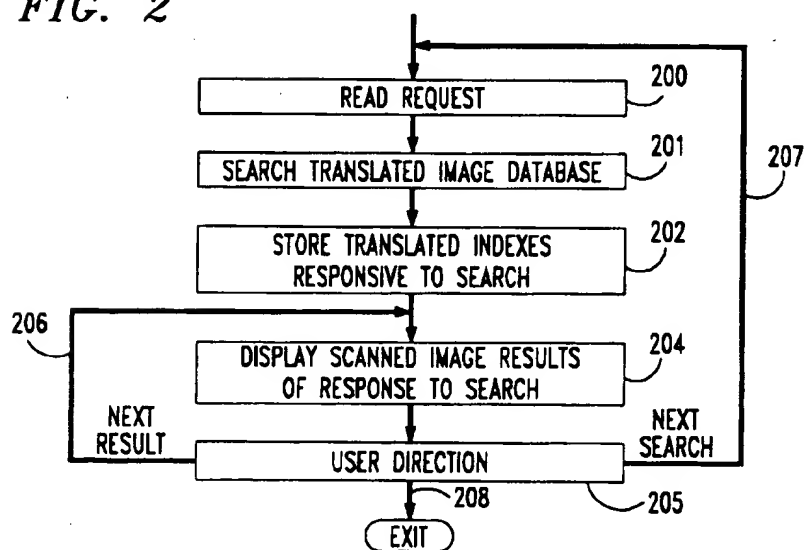 FIG. 2
READ REQUEST
200
SEARCH TRANSLATED IMAGE DATABASE
201
207
STORE TRANSLATED INDEXES
RESPONSIVE TO SEARCH
202
206
DISPLAY SCANNED IMAGE RESULTS
OF RESPONSE TO SEARCH
204
NEXT
RESULT
USER DIRECTION
NEXT
SEARCH
205
208
EXIT